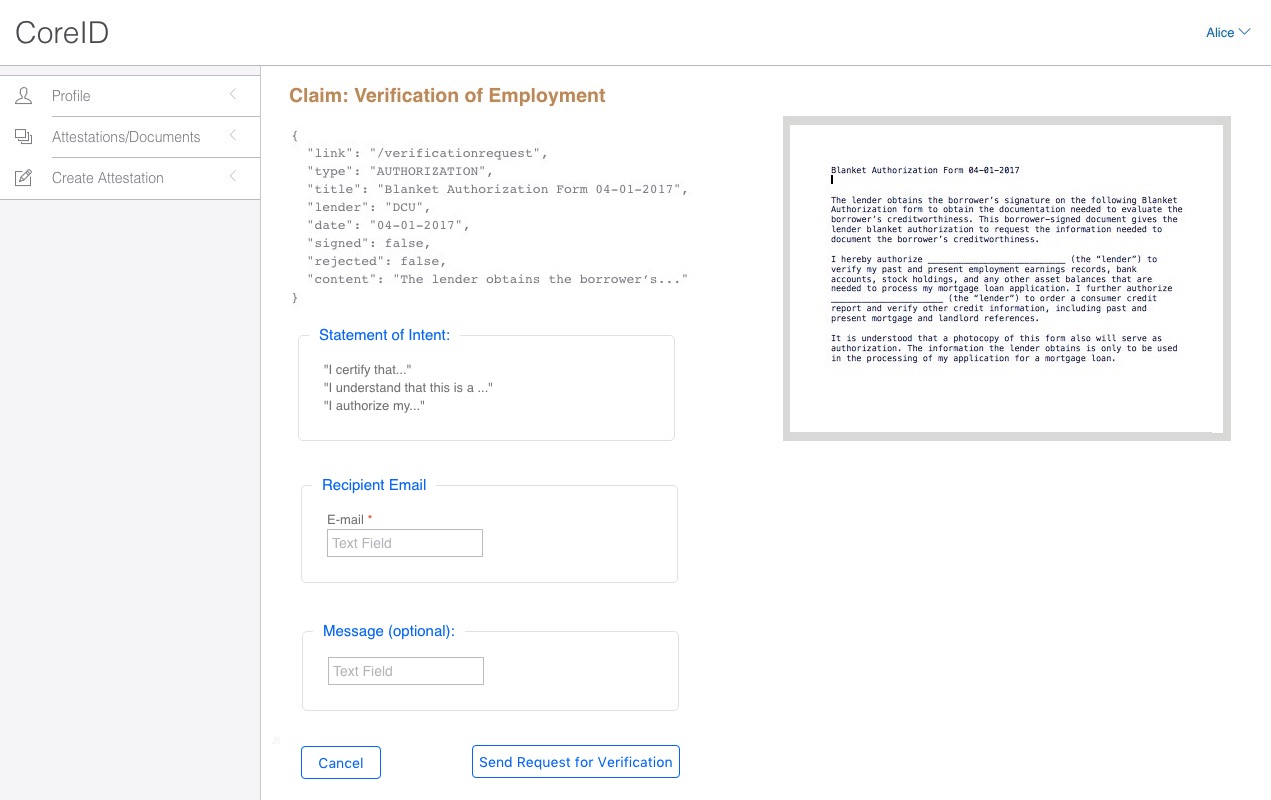 CoreID
Alice
Profile
Attestations/Documents
Create Attestation
Claim: Verification of Employment
{
"link": "/verificationrequest",
"type": "AUTHORIZATION",
"title": "Blanket Authorization Form 04-01-2017",
"lender": "DCU",
"date": "04-01-2017",
"signed": false,
"rejected": false,
"content": "The lender obtains the borrower’s..."
}
Statement of Intent:
"I certify that..."
"I understand that this is a ..."
"I authorize my..."
Recipient Email
E-mail *
Text Field
Message (optional):
Text Field
Cancel
Send Request for Verification
Blanket Authorization Form 04-01-2017
The lender obtains the borrower’s signature on the following Blanket
Authorization form to obtain the documentation needed to evaluate the
borrower’s creditworthiness. This borrower-signed document gives the
lender blanket authorization to request the information needed to
document the borrower’s creditworthiness.
I hereby authorize ___________________________ (the “lender”) to
verify my past and present employment earnings records, bank
accounts, stock holdings, and any other asset balances that are
needed to process my mortgage loan application. I further authorize
______________________ (the “lender”) to order a consumer credit
report and verify other credit information, including past and
present mortgage and landlord references.
It is understood that a photocopy of this form also will serve as
authorization. The information the lender obtains is only to be used
in the processing of my application for a mortgage loan.